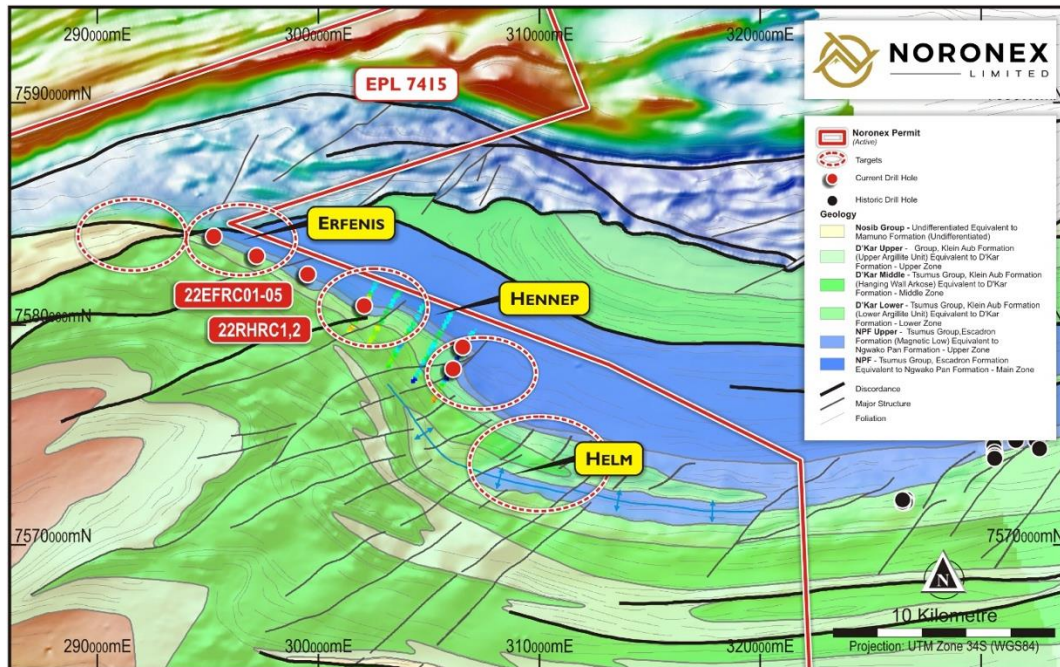 290000mE
300000mE
310000mE
320000mE
NORONEX
LIMITED
EPL 7415
7590000mN
Noronex Permit
(Active)
Targets
Current Drill Hole
Historic Drill Hole
Geology
Nosib Group - Undifferentiated Equivalent to
Mamuno Formation (Undifferentiated)
D'Kar Upper - Group, Klein Aub Formation
(Upper Argillite Unit) Equivalent to D'Kar
Formation - Upper Zone
D'Kar Middle - Tsumus Group, Klein Aub Formation
(Hanging Wall Arkose) Equivalent to D'Kar
Formation - Middle Zone
D'Kar Lower - Tsumus Group, Klein Aub Formation
(Lower Argillite Unit) Equivalent to D'Kar
Formation - Lower Zone
NPF Upper - Tsumus Group,Escadron
Formation (Magnetic Low) Equivalent to
Ngwako Pan Formation - Upper Zone
NPF - Tsumus Group, Escadron Formation
Equivalent to Ngwako Pan Formation - Main Zone
Discordance
Major Structure
Foliation
ERFENIS
22EFRC01-05
HENNEP
7580000mN
22RHRC1,2
HELM
7570000mN
7570000mN
N
10 Kilometre
Projection: UTM Zone 34S (WGS84)
290000mE
300000mE
310000mE
320000mE